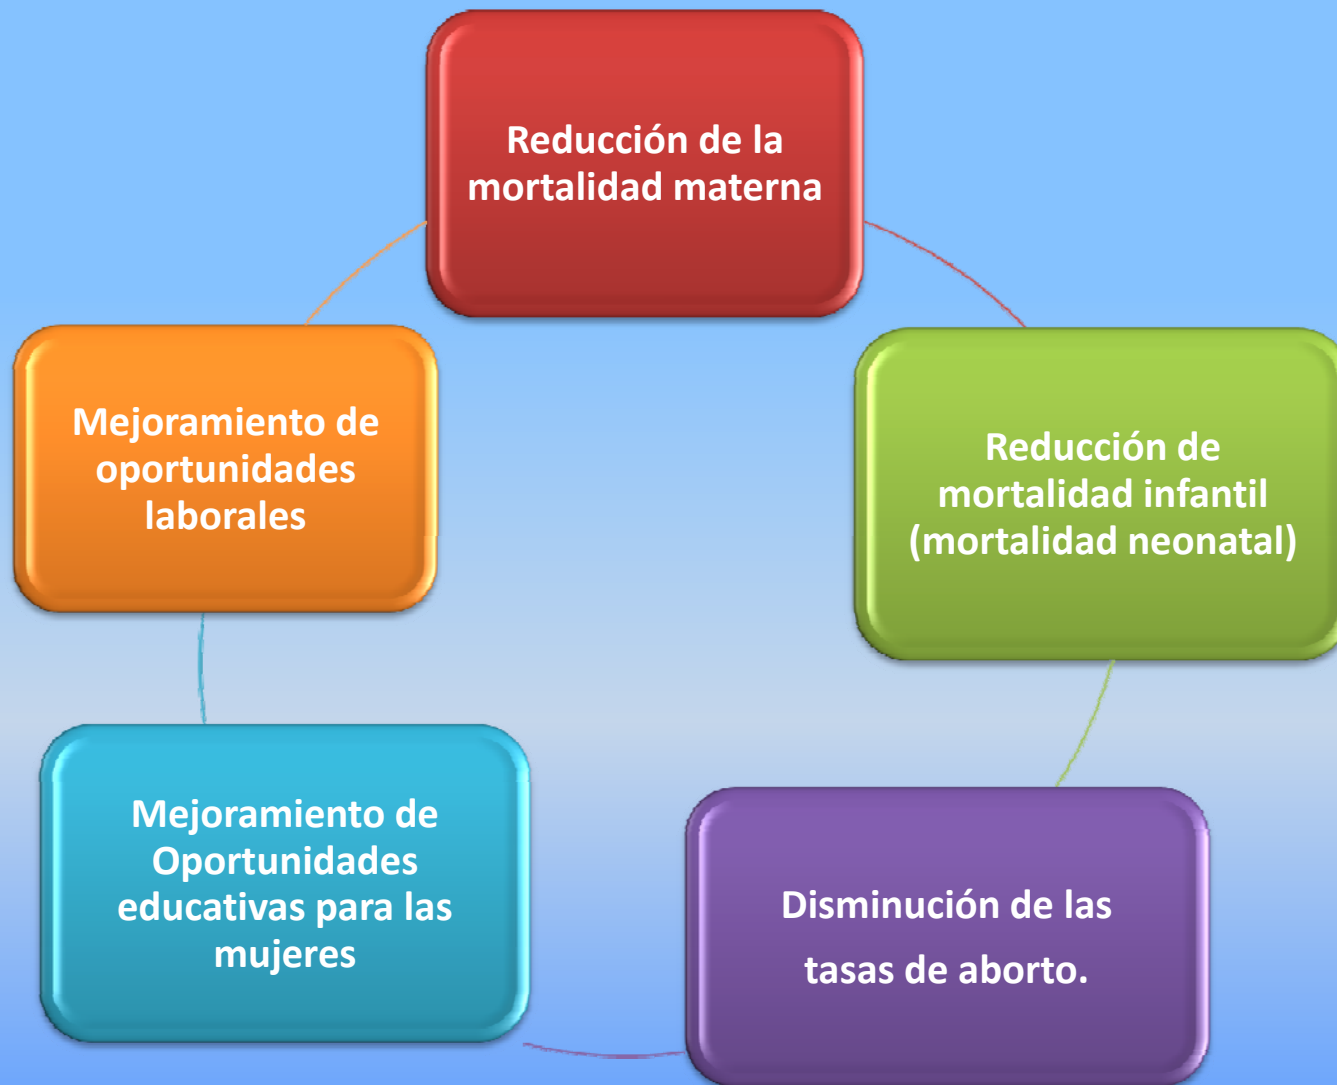 Reducción de la
mortalidad materna
Mejoramiento de
oportunidades
laborales
Reducción de
mortalidad infantil
(mortalidad neonatal)
Mejoramiento de
Oportunidades
educativas para las
mujeres
Disminución de las
tasas de aborto.